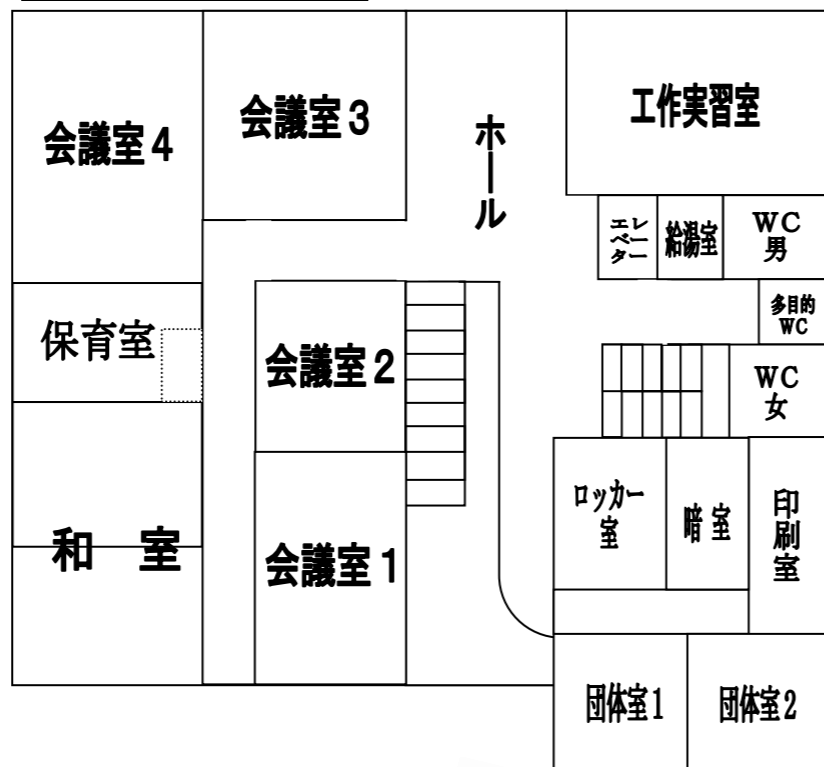 会議室４
会議室３
ホール
工作実習室
エレベーター
給湯室
ＷＣ
男
多目的
ＷＣ
保育室
会議室２
ＷＣ
女
ロッカー
室
暗室
印刷室
和　室
会議室１
団体室1
団体室2